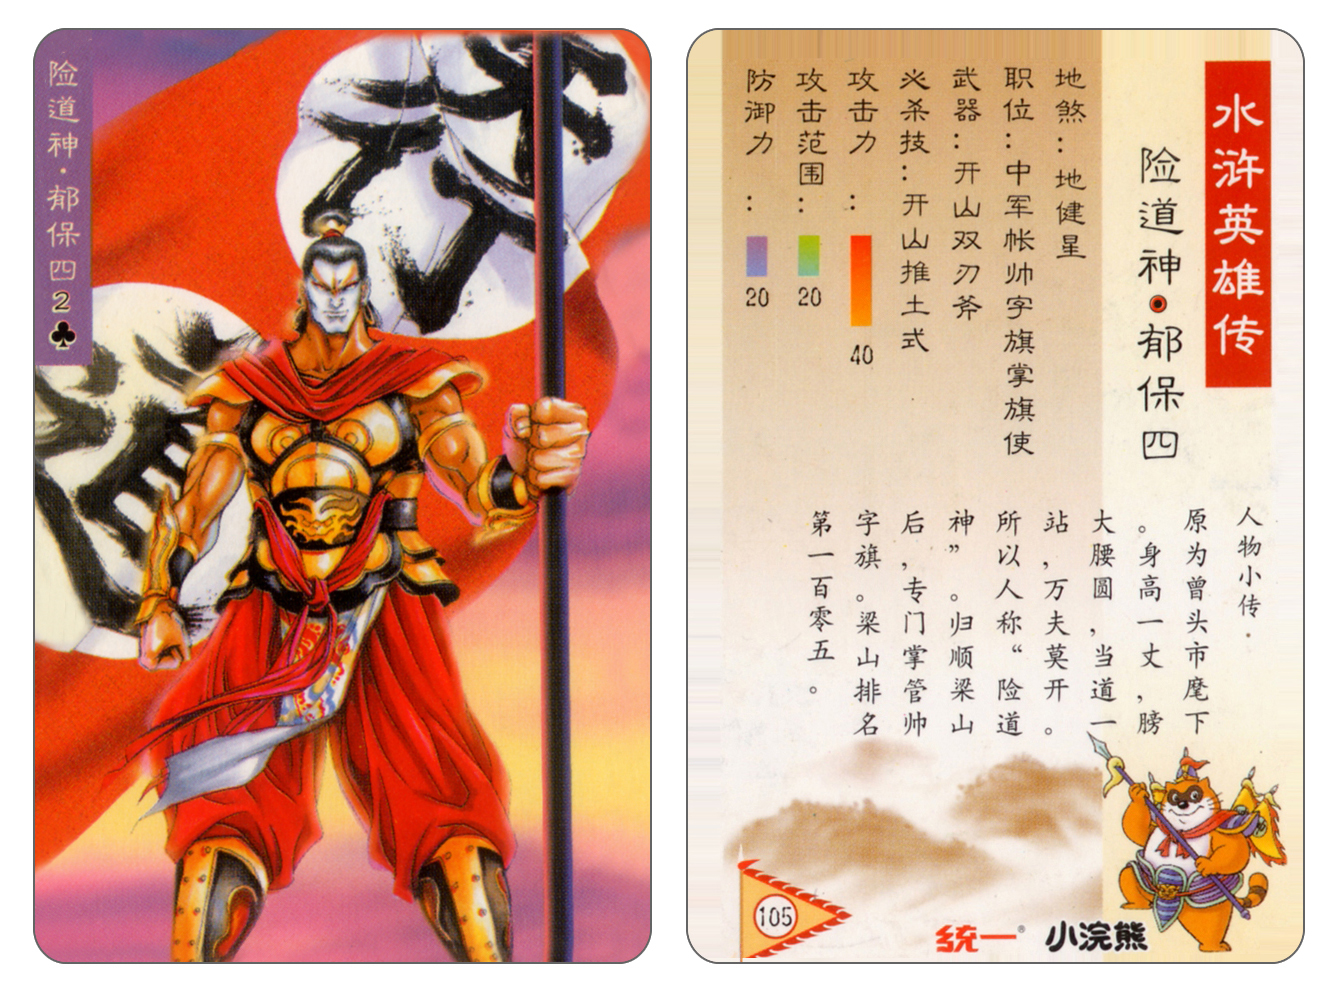 险道神·郁保四
2♣
水浒英雄传
险道神·郁保四
地煞：地健星
职位：中军帐帅字旗掌旗使
武器：开山双刃斧
必杀技：开山推土式
攻击力：
40
攻击范围：
20
防御力：
20
人物小传·
原为曾头市麾下
。身高一丈，膀
大腰圆，当道一
站，万夫莫开。
所以人称“险道
神”。归顺梁山
后，专门掌管帅
字旗。梁山排名
第一百零五。
105
统一®
小浣熊